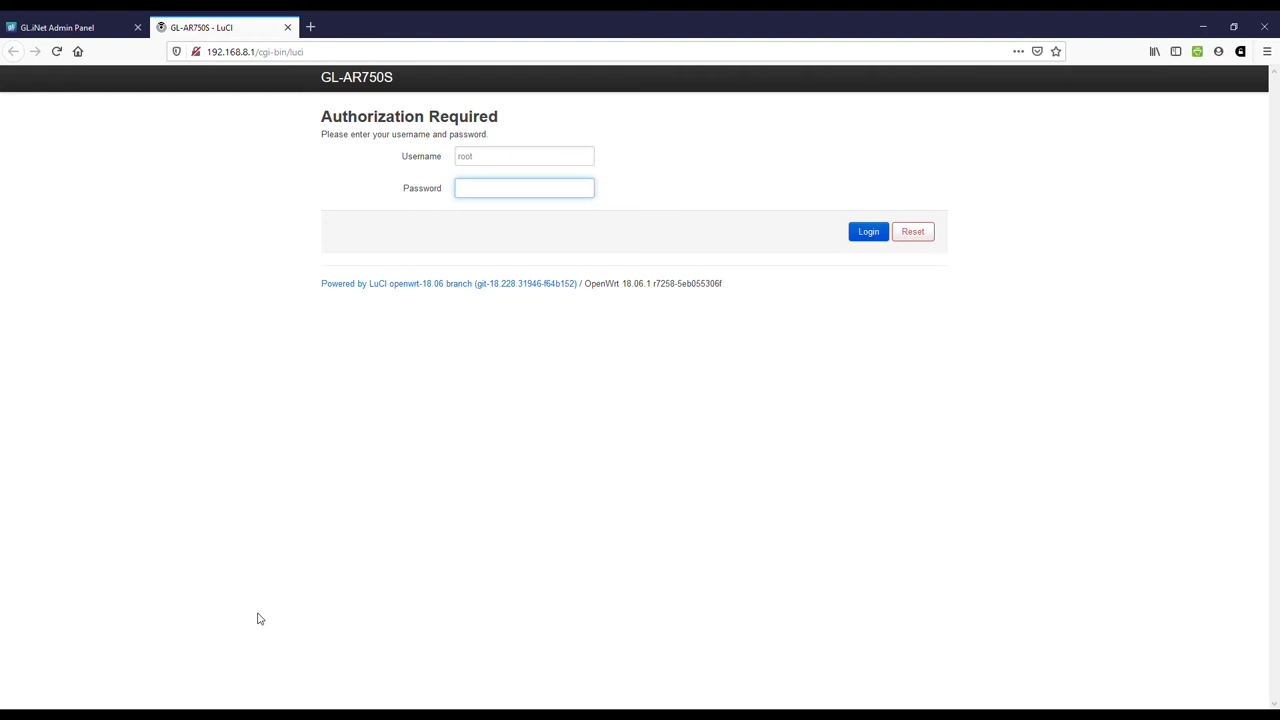 GL.iNet Admin Panel
GL-AR750S - LuCI
192.168.8.1/cgi-bin/luci
GL-AR750S
Authorization Required
Please enter your username and password.
Username root
Password
Login Reset
Powered by LuCI openwrt-18.06 branch (git-18.228.31946-f64b152) / OpenWrt 18.06.1 r7258-5eb055306f